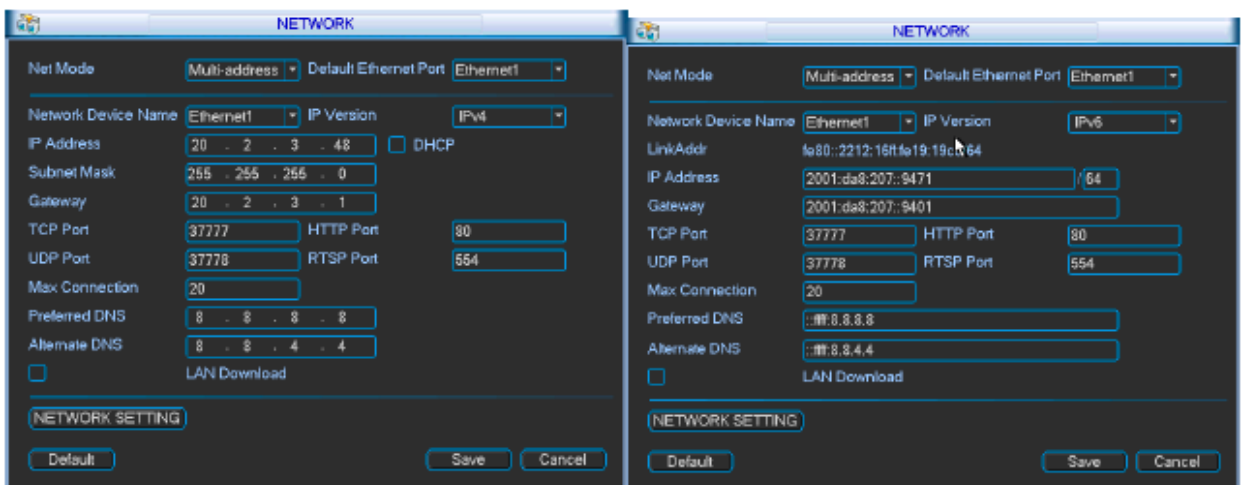 NETWORK
Net Mode Multi-address Default Ethernet Port Ethernet1
Network Device Name Ethernet1 IP Version IPv4
IP Address 20 . 2 . 3 . 48 DHCP
Subnet Mask 255 . 255 . 255 . 0
Gateway 20 . 2 . 3 . 1
TCP Port 37777 HTTP Port 80
UDP Port 37778 RTSP Port 554
Max Connection 20
Preferred DNS 8 . 8 . 8 . 8
Alternate DNS 8 . 8 . 4 . 4
LAN Download
NETWORK SETTING
Default Save Cancel
NETWORK
Net Mode Multi-address Default Ethernet Port Ethernet1
Network Device Name Ethernet1 IP Version IPv6
LinkAddr
IP Address 2001:da8:207::9471 / 64
Gateway 2001:da8:207::9401
TCP Port 37777 HTTP Port 80
UDP Port 37778 RTSP Port 554
Max Connection 20
Preferred DNS ::ffff:8.8.8.8
Alternate DNS ::ffff:8.8.4.4
LAN Download
NETWORK SETTING
Default Save Cancel